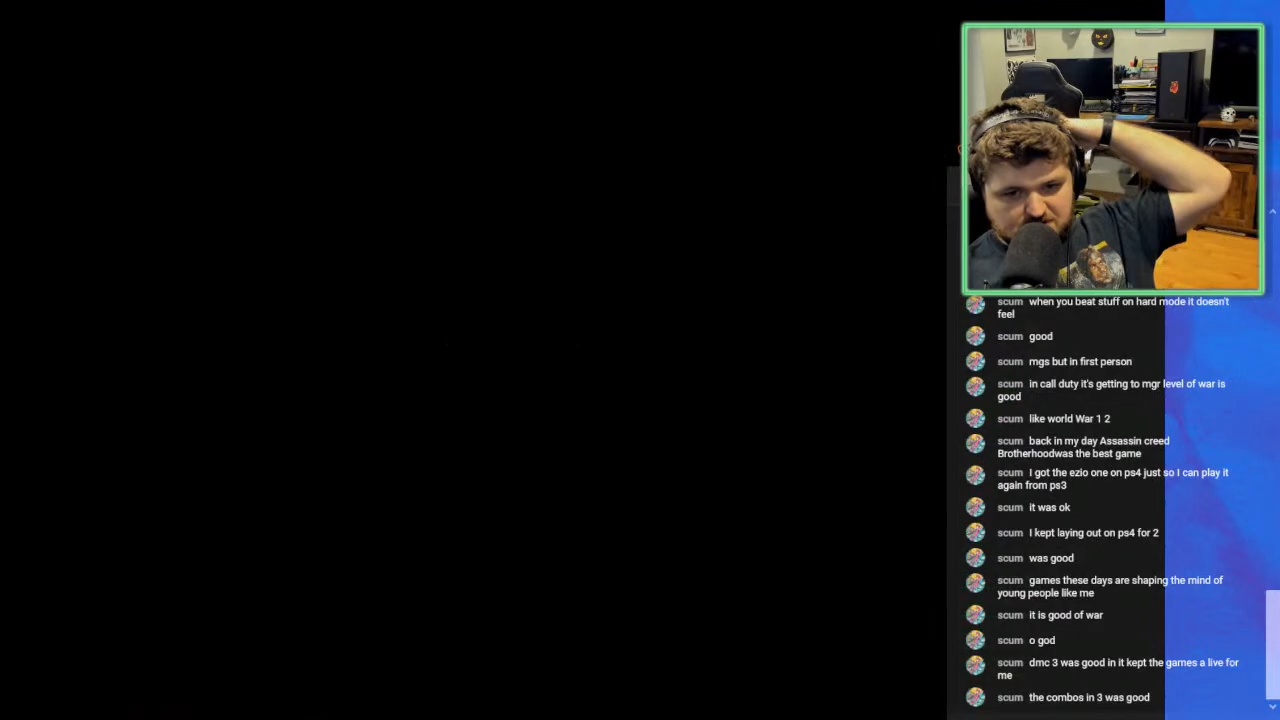 scum when you beat stuff on hard mode it doesn't
feel
scum good
scum mgs but in first person
scum in call duty it's getting to mgr level of war is
good
scum like world War 1 2
scum back in my day Assassin creed
Brotherhoodwas the best game
scum I got the ezio one on ps4 just so I can play it
again from ps3
scum it was ok
scum I kept laying out on ps4 for 2
scum was good
scum games these days are shaping the mind of
young people like me
scum it is good of war
scum o god
scum dmc 3 was good in it kept the games a live for
me
scum the combos in 3 was good